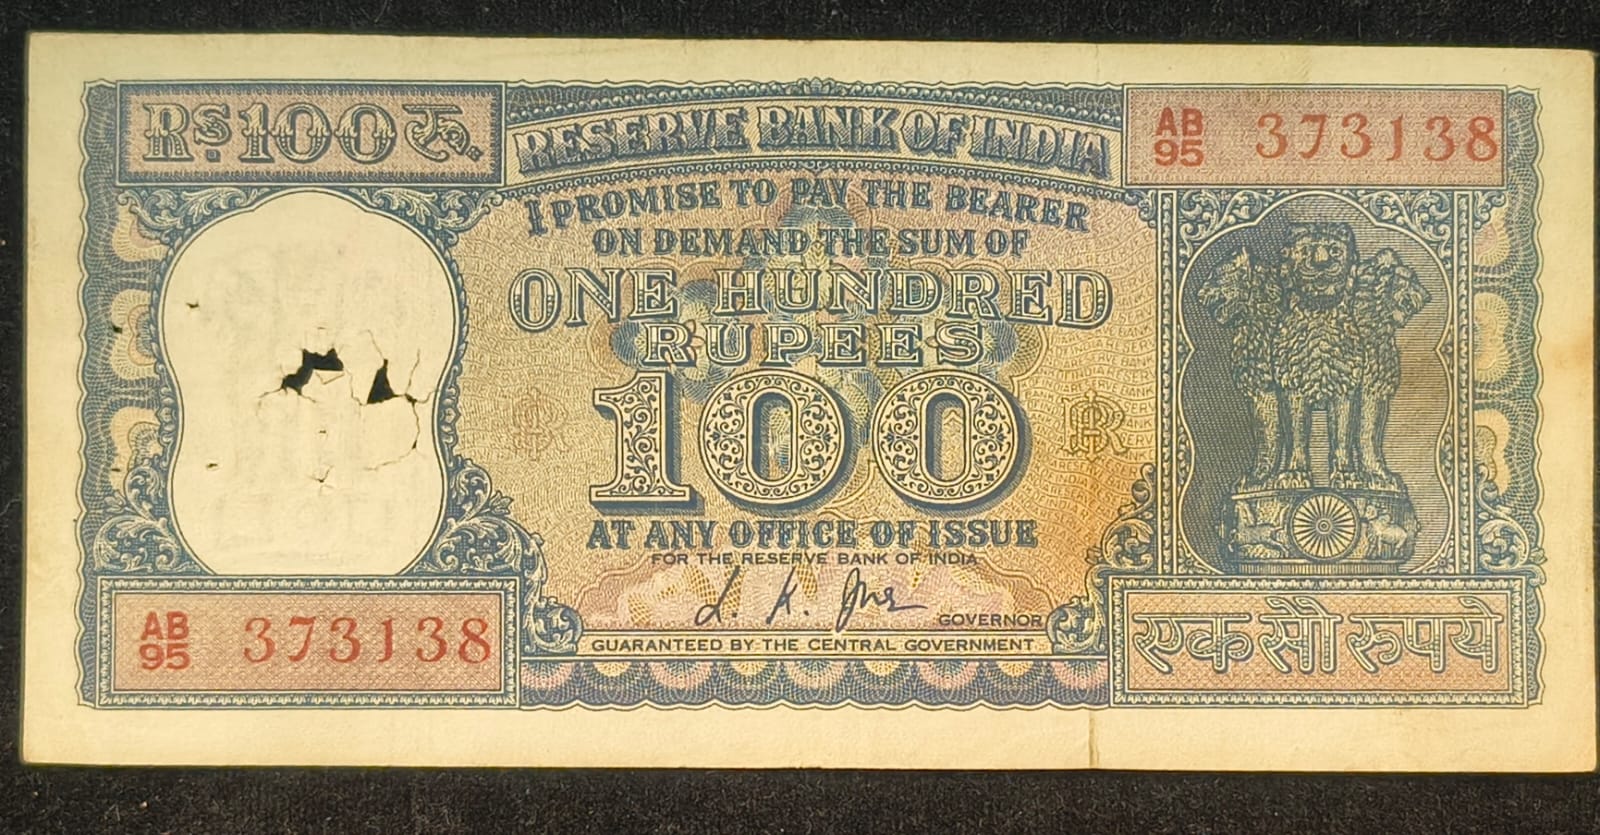 Rs.100रु.
RESERVE BANK OF INDIA
AB
95 373138
I PROMISE TO PAY THE BEARER
ON DEMAND THE SUM OF
ONE HUNDRED
RUPEES
100
AT ANY OFFICE OF ISSUE
FOR THE RESERVE BANK OF INDIA
GOVERNOR
GUARANTEED BY THE CENTRAL GOVERNMENT
AB
95 373138
एक सौ रुपये